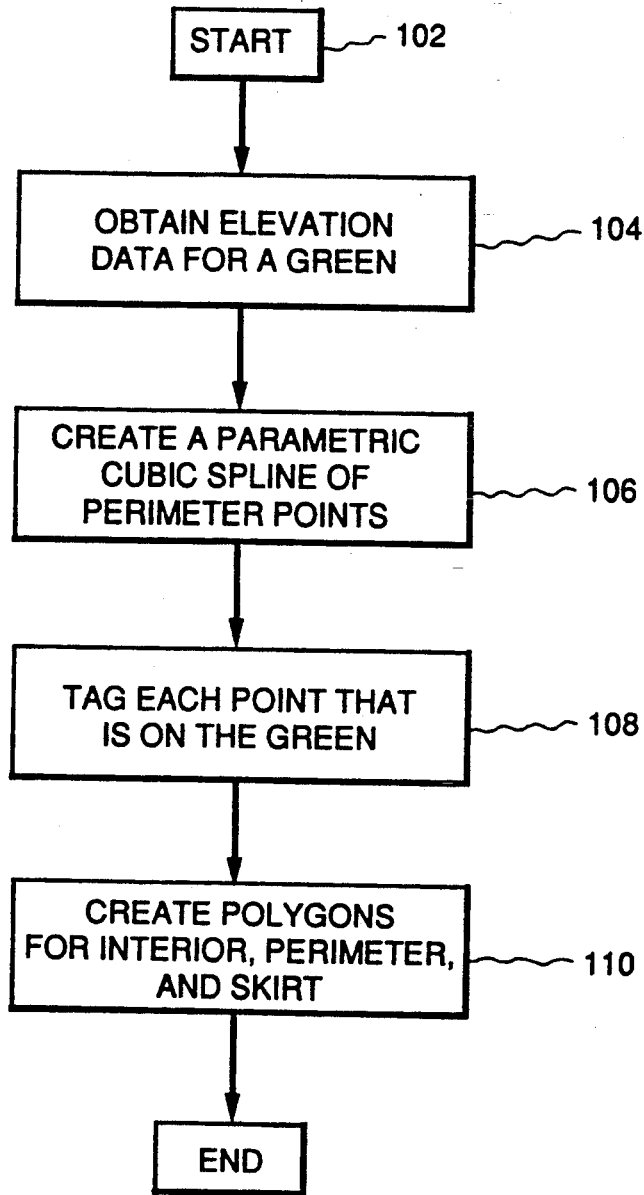 START
102
OBTAIN ELEVATION
DATA FOR A GREEN
104
CREATE A PARAMETRIC
CUBIC SPLINE OF
PERIMETER POINTS
106
TAG EACH POINT THAT
IS ON THE GREEN
108
CREATE POLYGONS
FOR INTERIOR, PERIMETER,
AND SKIRT
110
END